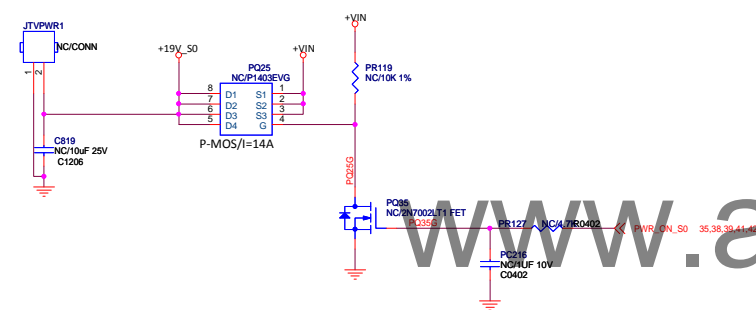 JTVPWR1
NC/CONN
1
2
C819
NC/10uF 25V
C1206
+19V_S0
+VIN
PQ25
NC/P1403EVG
8 D1 S1 1
7 D2 S2 2
6 D3 S3 3
5 D4 G 4
P-MOS/I=14A
+VIN
PR119
NC/10K 1%
PQ25G
PQ35
NC/2N7002LT1 FET
PQ35G
PR127
NC/4.7K
R0402
PWR_ON_S0
35,38,39,41,42
PC216
NC/1UF 10V
C0402
www.a